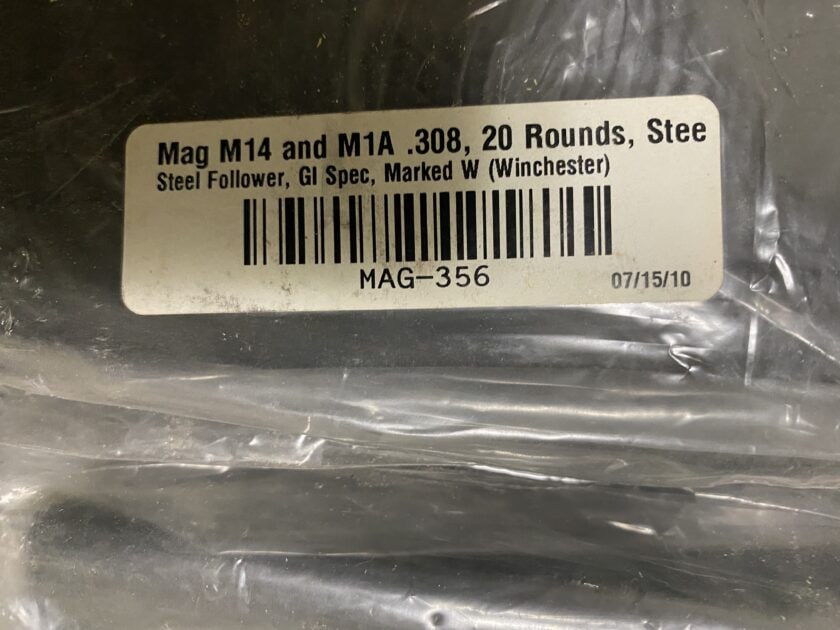 Mag M14 and M1A .308, 20 Rounds, Stee
Steel Follower, GI Spec, Marked W (Winchester)
MAG-356
07/15/10